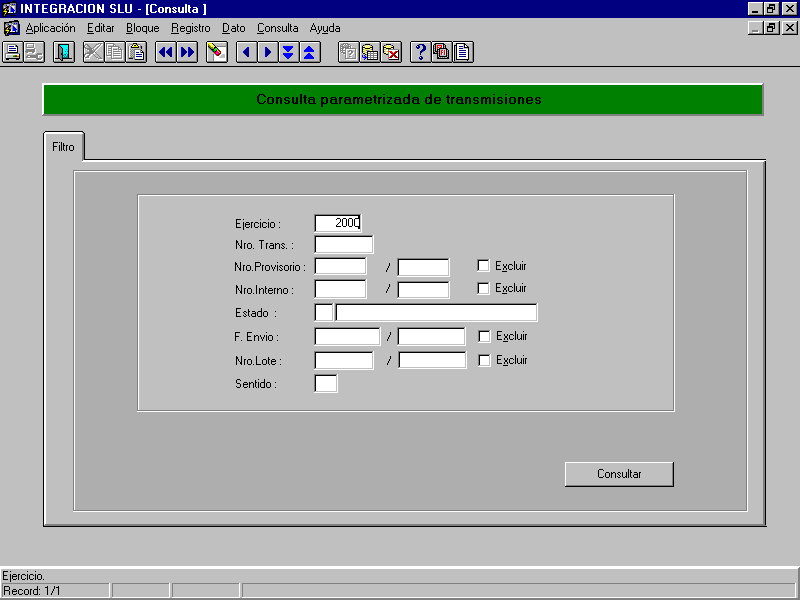 INTEGRACION SLU - [Consulta ]
Aplicación Editar Bloque Registro Dato Consulta Ayuda
Consulta parametrizada de transmisiones
Filtro
Ejercicio : 2000
Nro. Trans. :
Nro.Provisorio : / Excluir
Nro.Interno : / Excluir
Estado :
F. Envio : / Excluir
Nro.Lote : / Excluir
Sentido :
Consultar
Ejercicio.
Record: 1/1